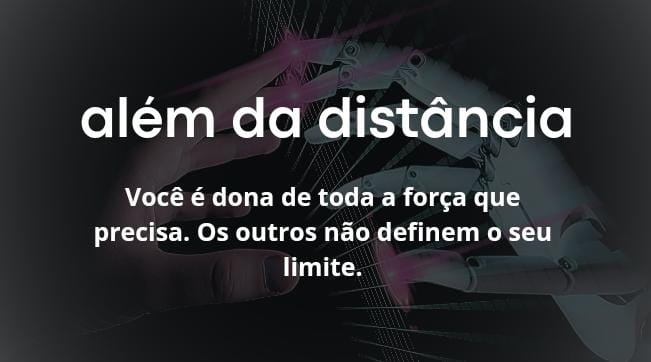 além da distância
Você é dona de toda a força que
precisa. Os outros não definem o seu
limite.